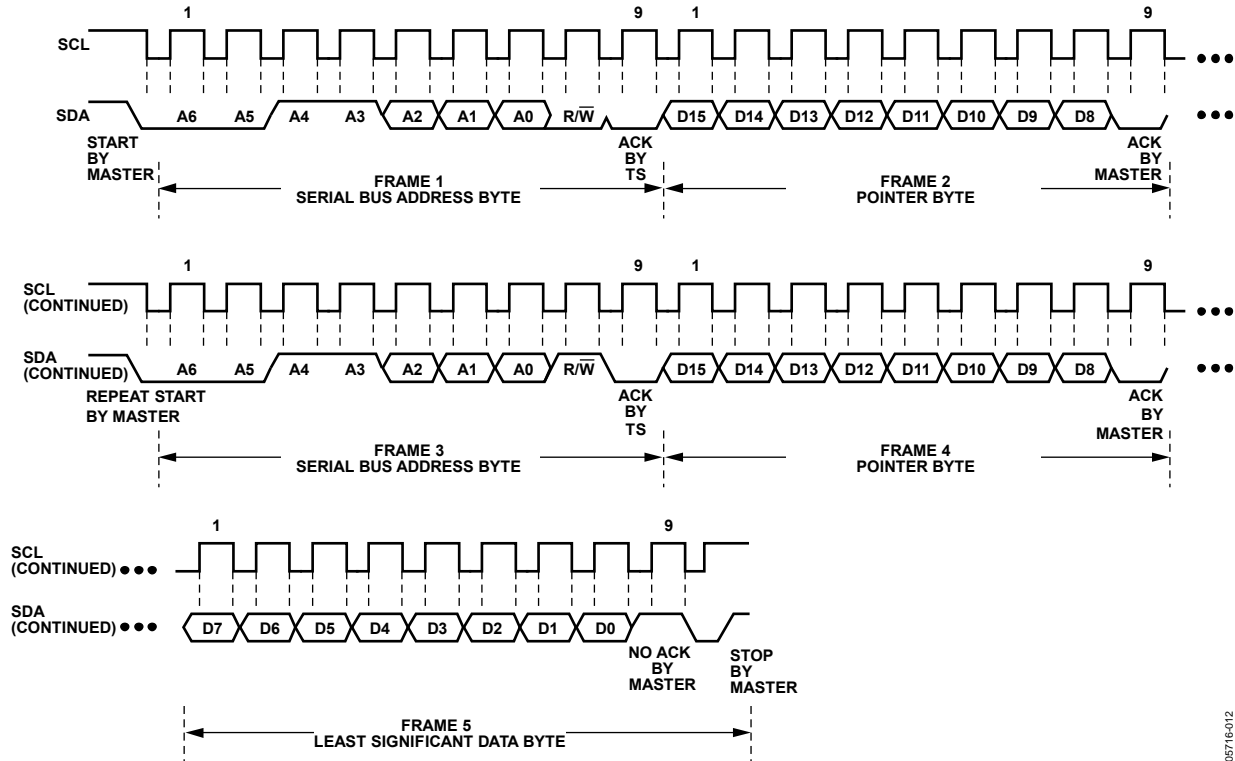 1 9 1 9
SCL
SDA A6 A5 A4 A3 A2 A1 A0 R/W̅ D15 D14 D13 D12 D11 D10 D9 D8
START BY MASTER
ACK BY TS
ACK BY MASTER
FRAME 1
SERIAL BUS ADDRESS BYTE
FRAME 2
POINTER BYTE
1 9 1 9
SCL
(CONTINUED)
SDA
(CONTINUED) A6 A5 A4 A3 A2 A1 A0 R/W̅ D15 D14 D13 D12 D11 D10 D9 D8
REPEAT START
BY MASTER
ACK BY TS
ACK BY MASTER
FRAME 3
SERIAL BUS ADDRESS BYTE
FRAME 4
POINTER BYTE
1 9
SCL
(CONTINUED)
SDA
(CONTINUED) D7 D6 D5 D4 D3 D2 D1 D0
NO ACK BY MASTER
STOP BY MASTER
FRAME 5
LEAST SIGNIFICANT DATA BYTE
05716-012